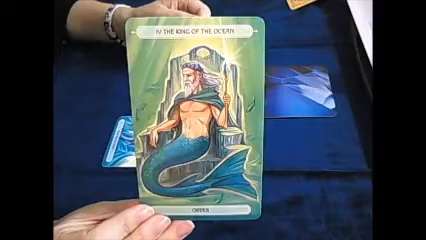 IV THE KING OF THE OCEAN
ORDER